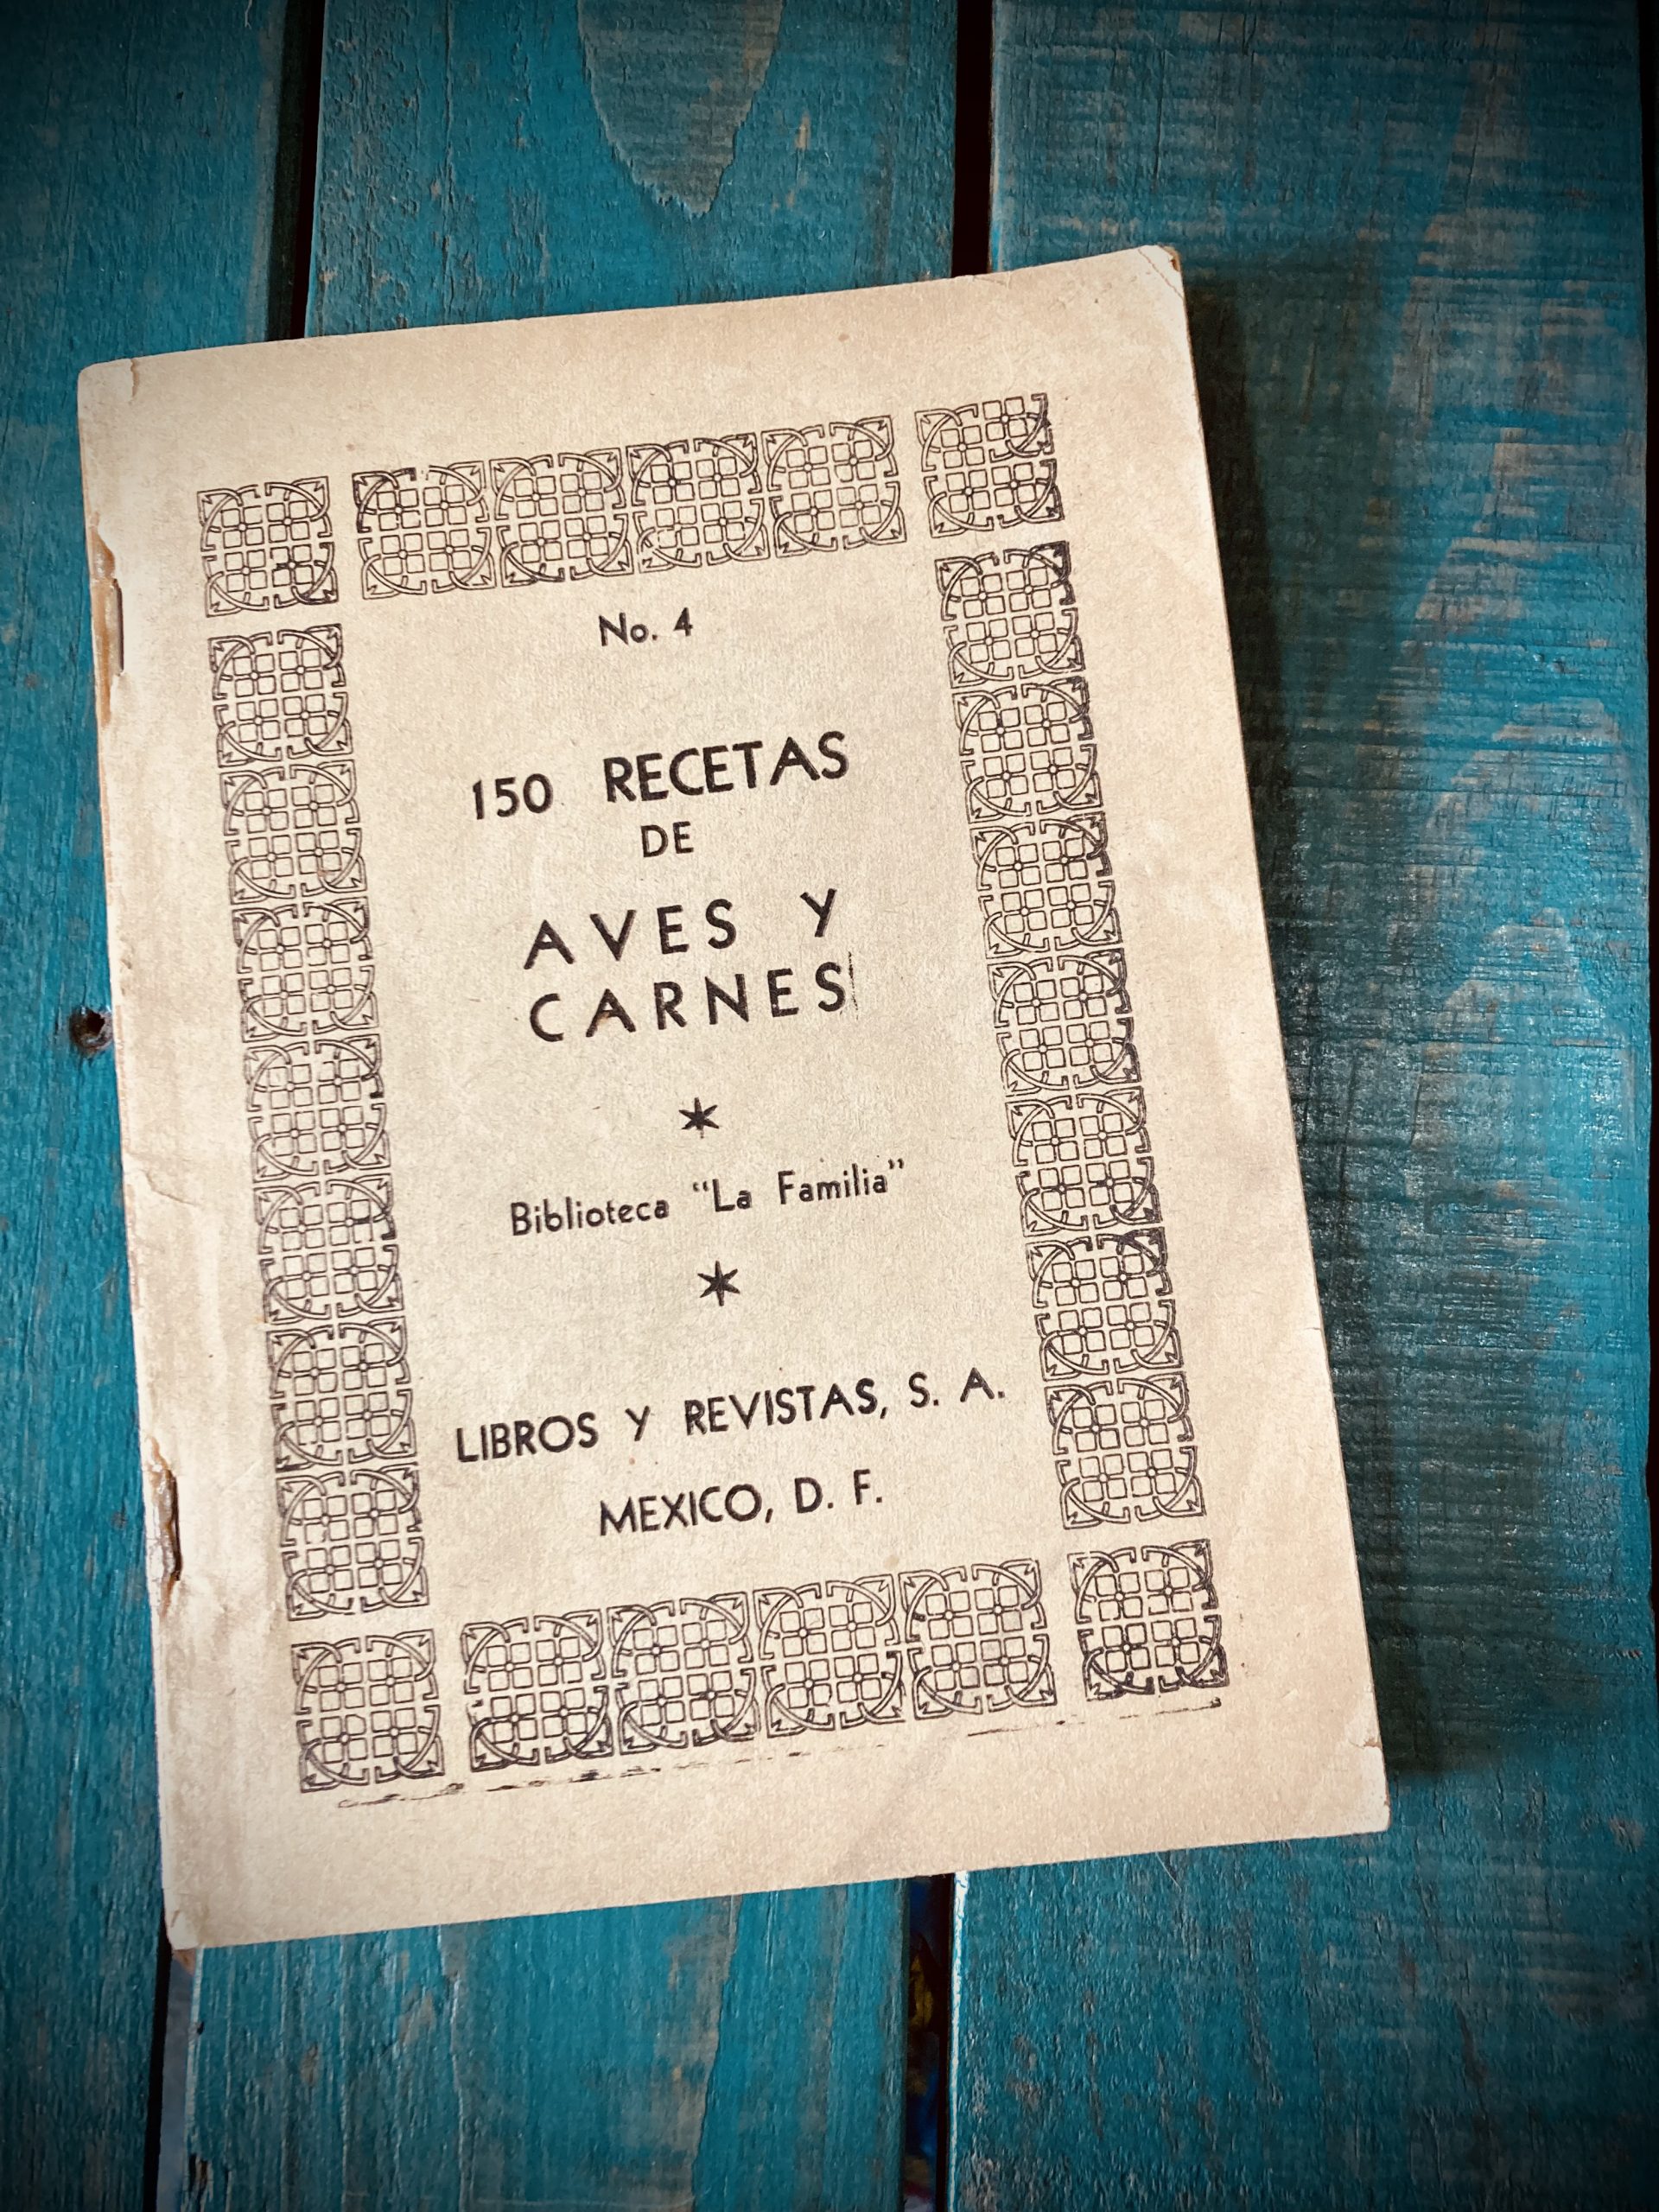 No. 4
150 RECETAS
DE
AVES Y
CARNES
Biblioteca "La Familia"
LIBROS Y REVISTAS, S. A.
MEXICO, D. F.